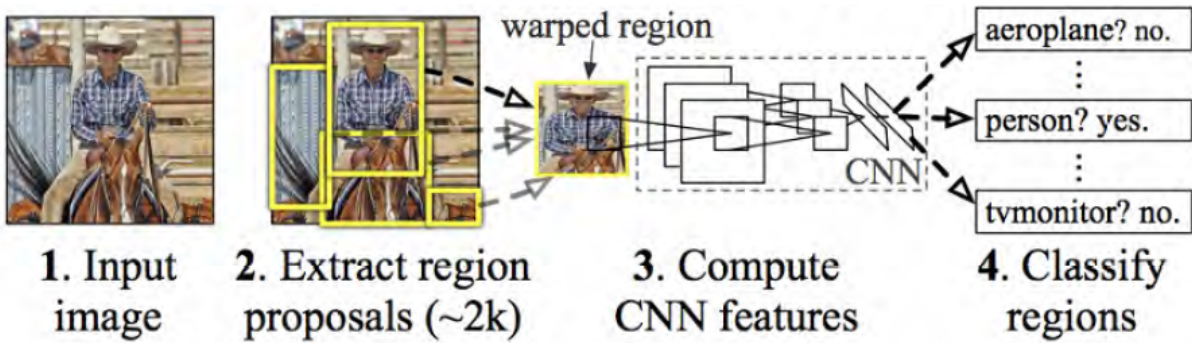 warped region
aeroplane? no.
person? yes.
tvmonitor? no.
CNN
1. Input
image
2. Extract region
proposals (~2k)
3. Compute
CNN features
4. Classify
regions